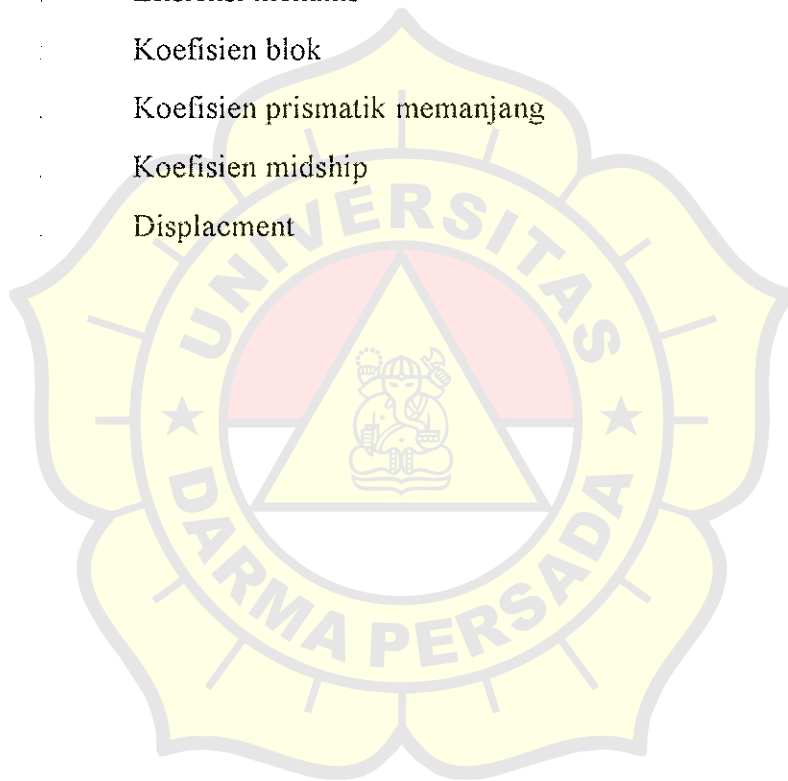 Koefisien blok
Koefisien prismatik memanjang
Koefisien midship
Displacment
UNIVERSITAS
DARMA PERSADA